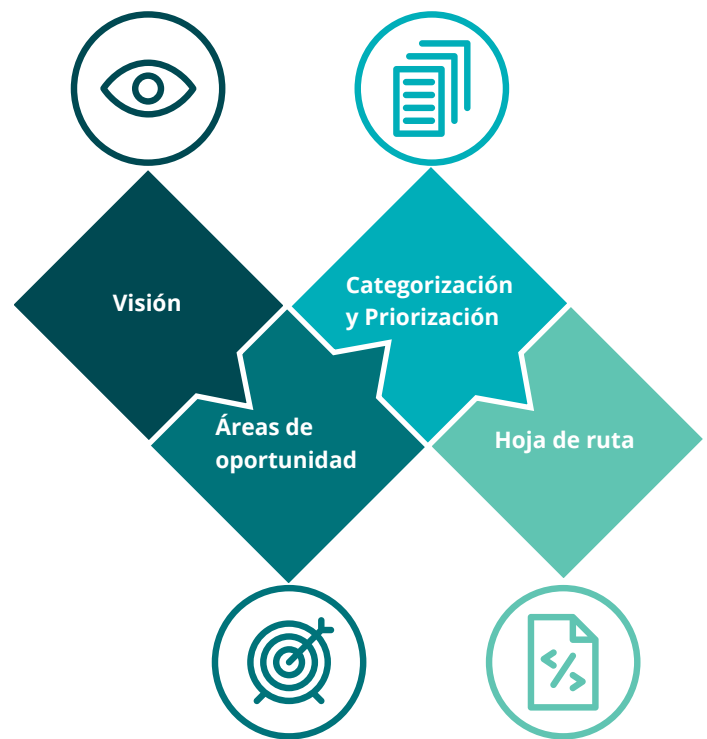 Visión
Áreas de
oportunidad
Categorización
y Priorización
Hoja de ruta